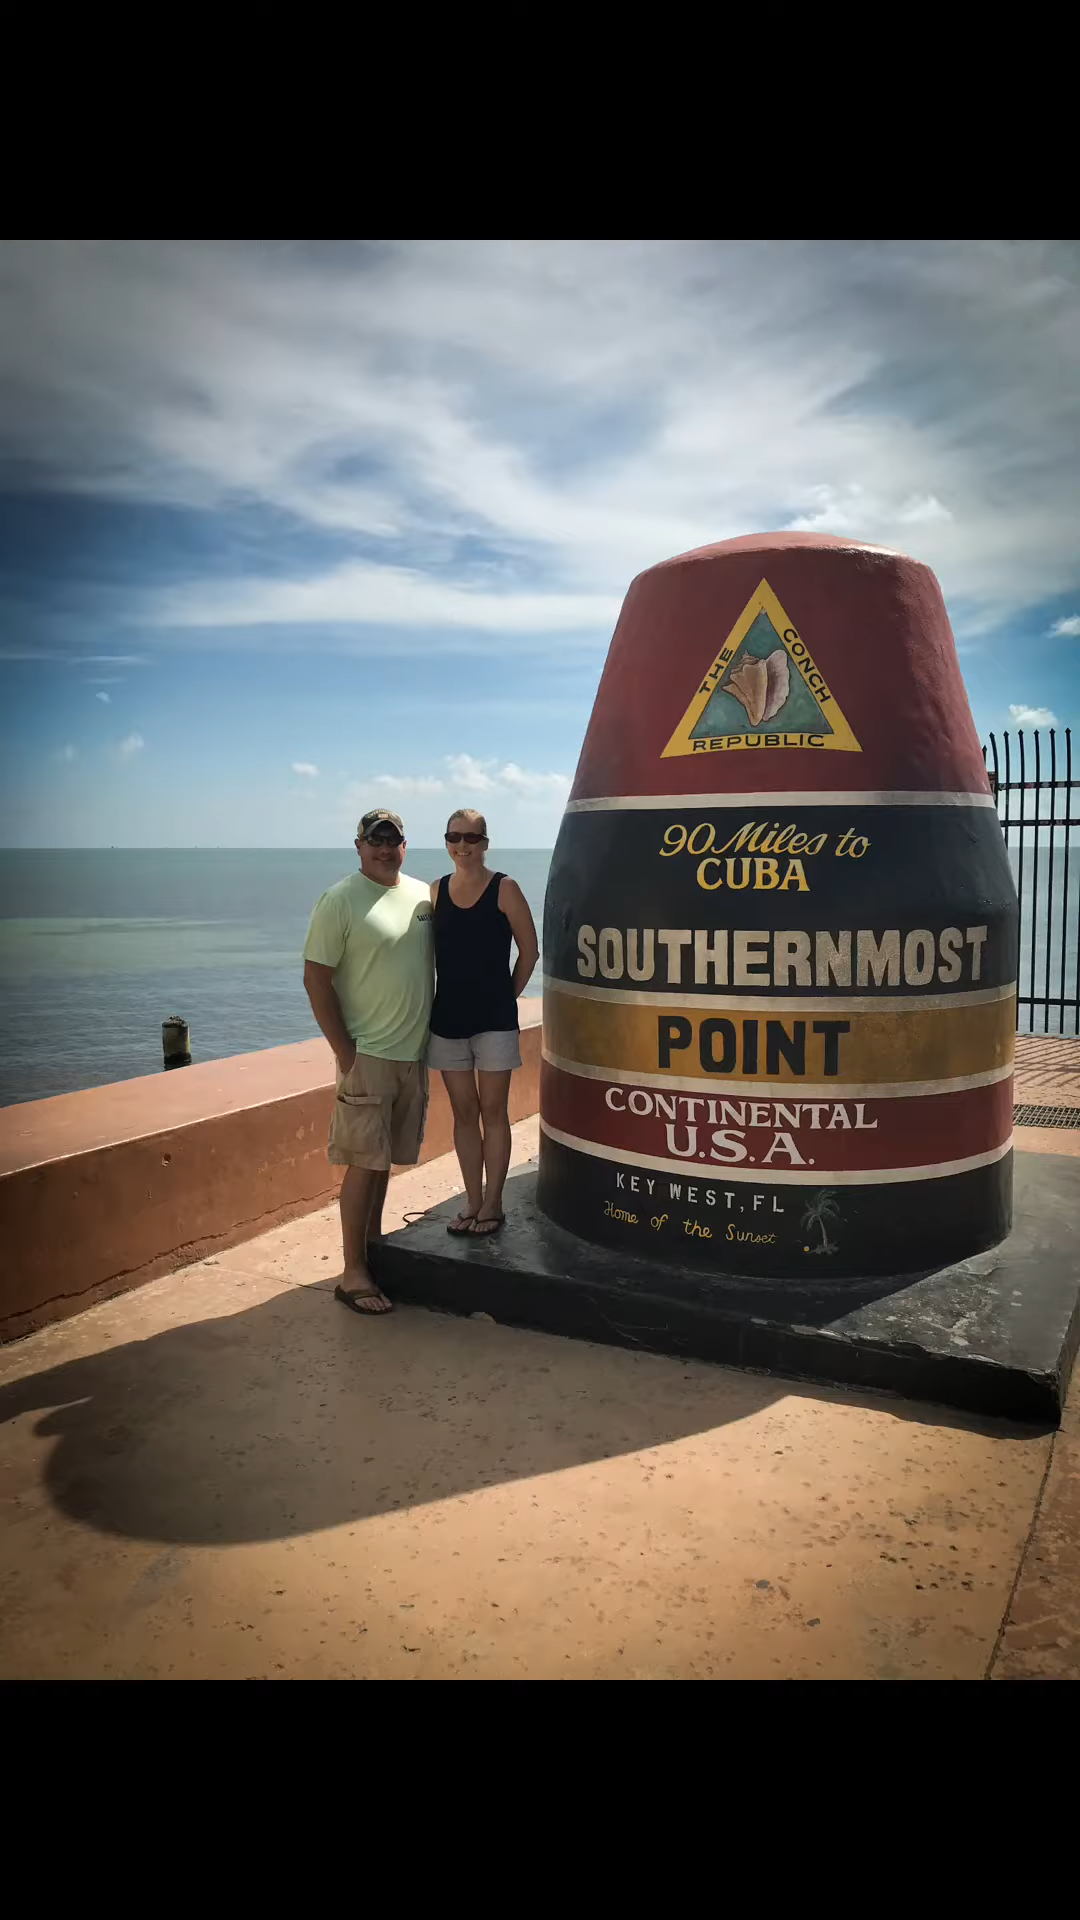 THE CONCH
REPUBLIC
90 Miles to
CUBA
SOUTHERNMOST
POINT
CONTINENTAL
U.S.A.
KEY WEST, FL
Home of the Sunset